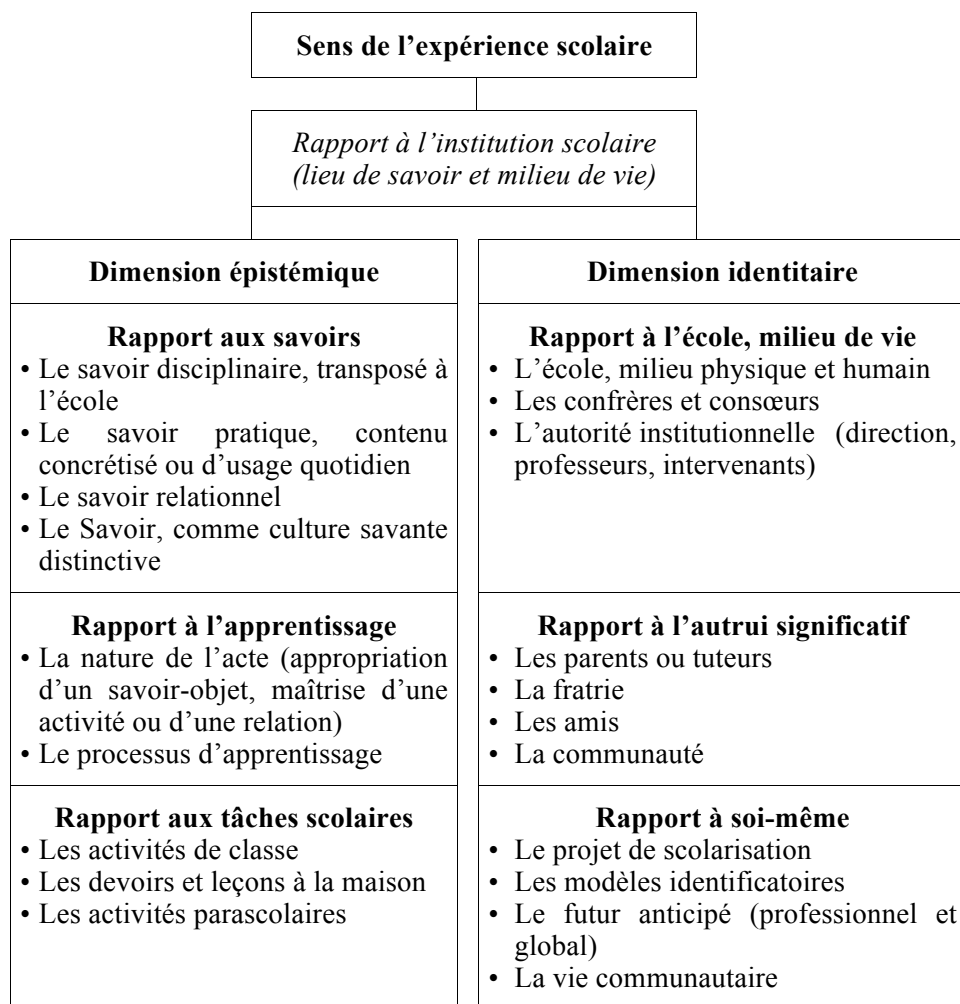 Sens de l’expérience scolaire
Rapport à l’institution scolaire
(lieu de savoir et milieu de vie)
Dimension épistémique
Rapport aux savoirs
• Le savoir disciplinaire, transposé à
l’école
• Le savoir pratique, contenu
concrétisé ou d’usage quotidien
• Le savoir relationnel
• Le Savoir, comme culture savante
distinctive
Rapport à l’apprentissage
• La nature de l’acte (appropriation
d’un savoir-objet, maîtrise d’une
activité ou d’une relation)
• Le processus d’apprentissage
Rapport aux tâches scolaires
• Les activités de classe
• Les devoirs et leçons à la maison
• Les activités parascolaires
Dimension identitaire
Rapport à l’école, milieu de vie
• L’école, milieu physique et humain
• Les confrères et consœurs
• L’autorité institutionnelle (direction,
professeurs, intervenants)
Rapport à l’autrui significatif
• Les parents ou tuteurs
• La fratrie
• Les amis
• La communauté
Rapport à soi-même
• Le projet de scolarisation
• Les modèles identificatoires
• Le futur anticipé (professionnel et
global)
• La vie communautaire